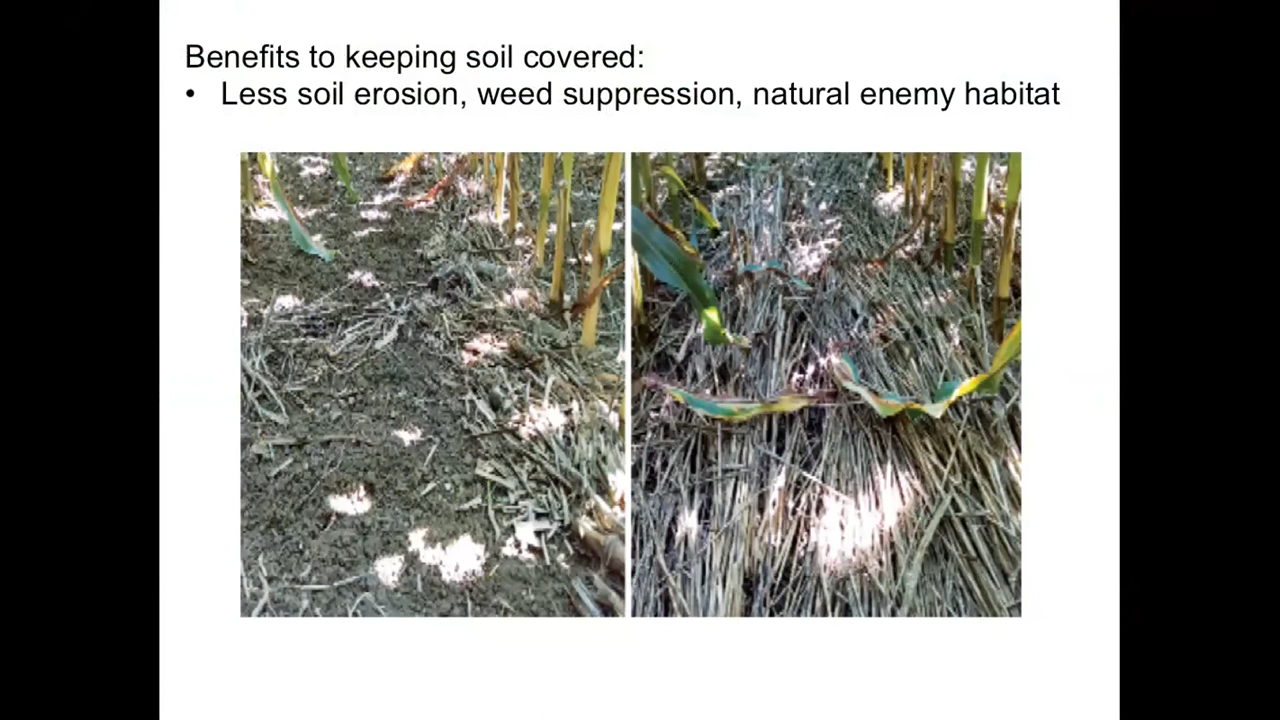 Benefits to keeping soil covered:
• Less soil erosion, weed suppression, natural enemy habitat